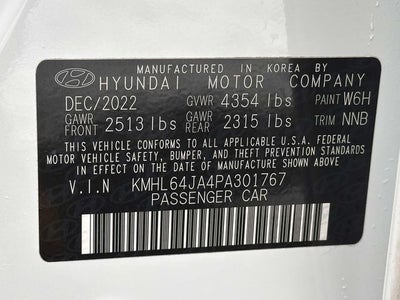 MANUFACTURED IN KOREA BY
HYUNDAI MOTOR COMPANY
DEC/2022 GVWR 4354 lbs PAINT W6H
GAWR FRONT 2513 lbs GAWR REAR 2315 lbs TRIM NNB
THIS VEHICLE CONFORMS TO ALL APPLICABLE U.S.A. FEDERAL
MOTOR VEHICLE SAFETY, BUMPER, AND THEFT PREVENTION STANDARDS
IN EFFECT ON THE DATE OF MANUFACTURE SHOWN ABOVE.
V.I.N KMHL64JA4PA301767
PASSENGER CAR